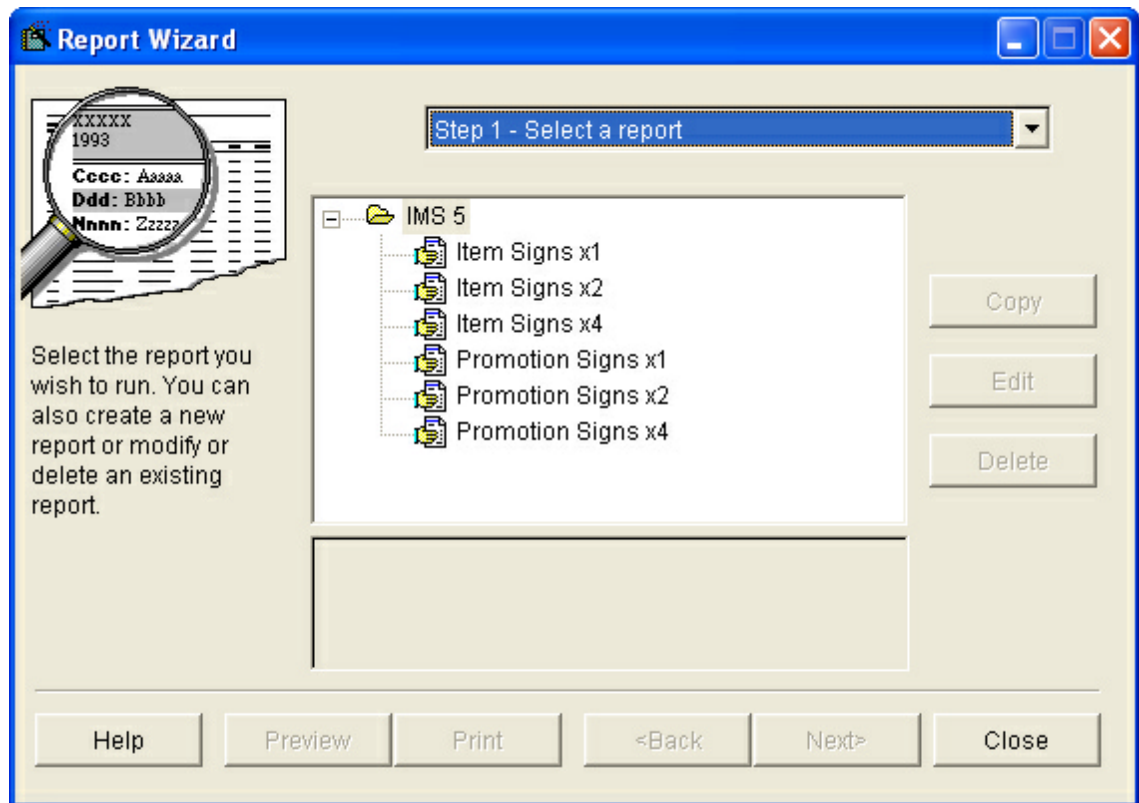 Report Wizard
XXXXX
1993
Cccc: Aaaaa
Ddd: Bbbb
Nnnn: Zzzzz
Select the report you
wish to run. You can
also create a new
report or modify or
delete an existing
report.
Step 1 - Select a report
IMS 5
Item Signs x1
Item Signs x2
Item Signs x4
Promotion Signs x1
Promotion Signs x2
Promotion Signs x4
Copy
Edit
Delete
Help
Preview
Print
<Back
Next>
Close